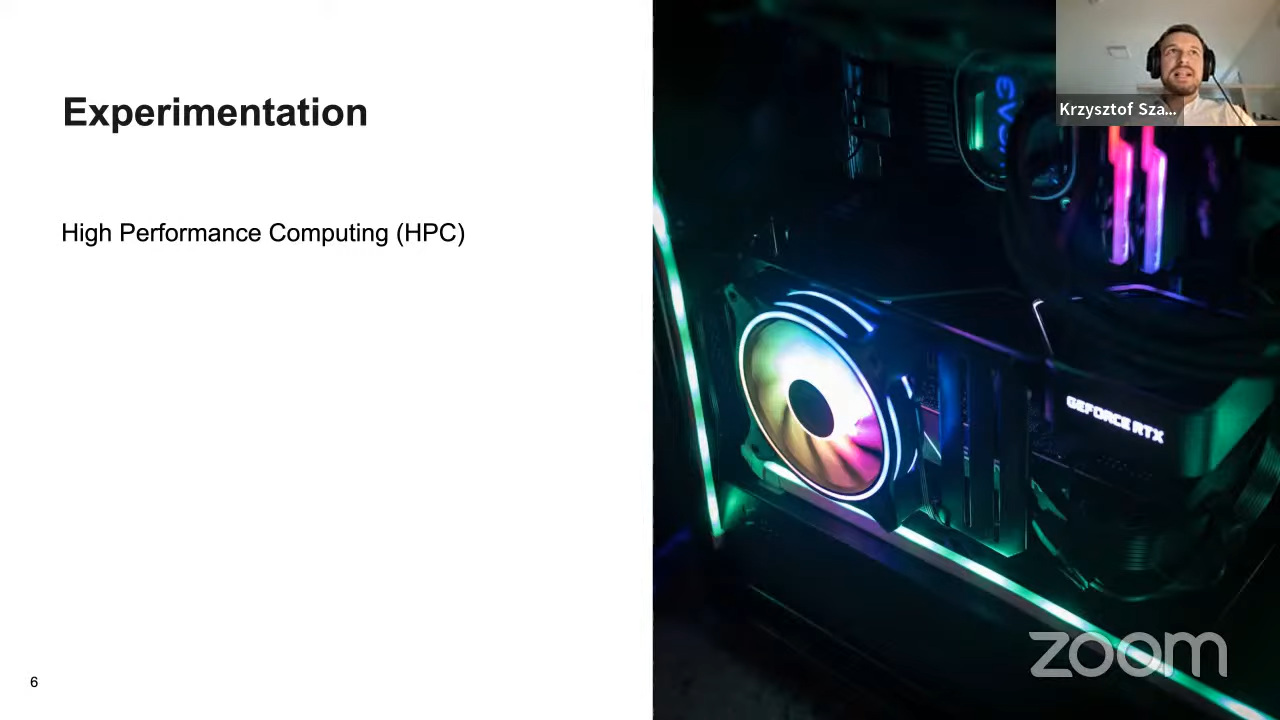 Experimentation
High Performance Computing (HPC)
Krzysztof Sza...
GEFORCE RTX
zoom
6